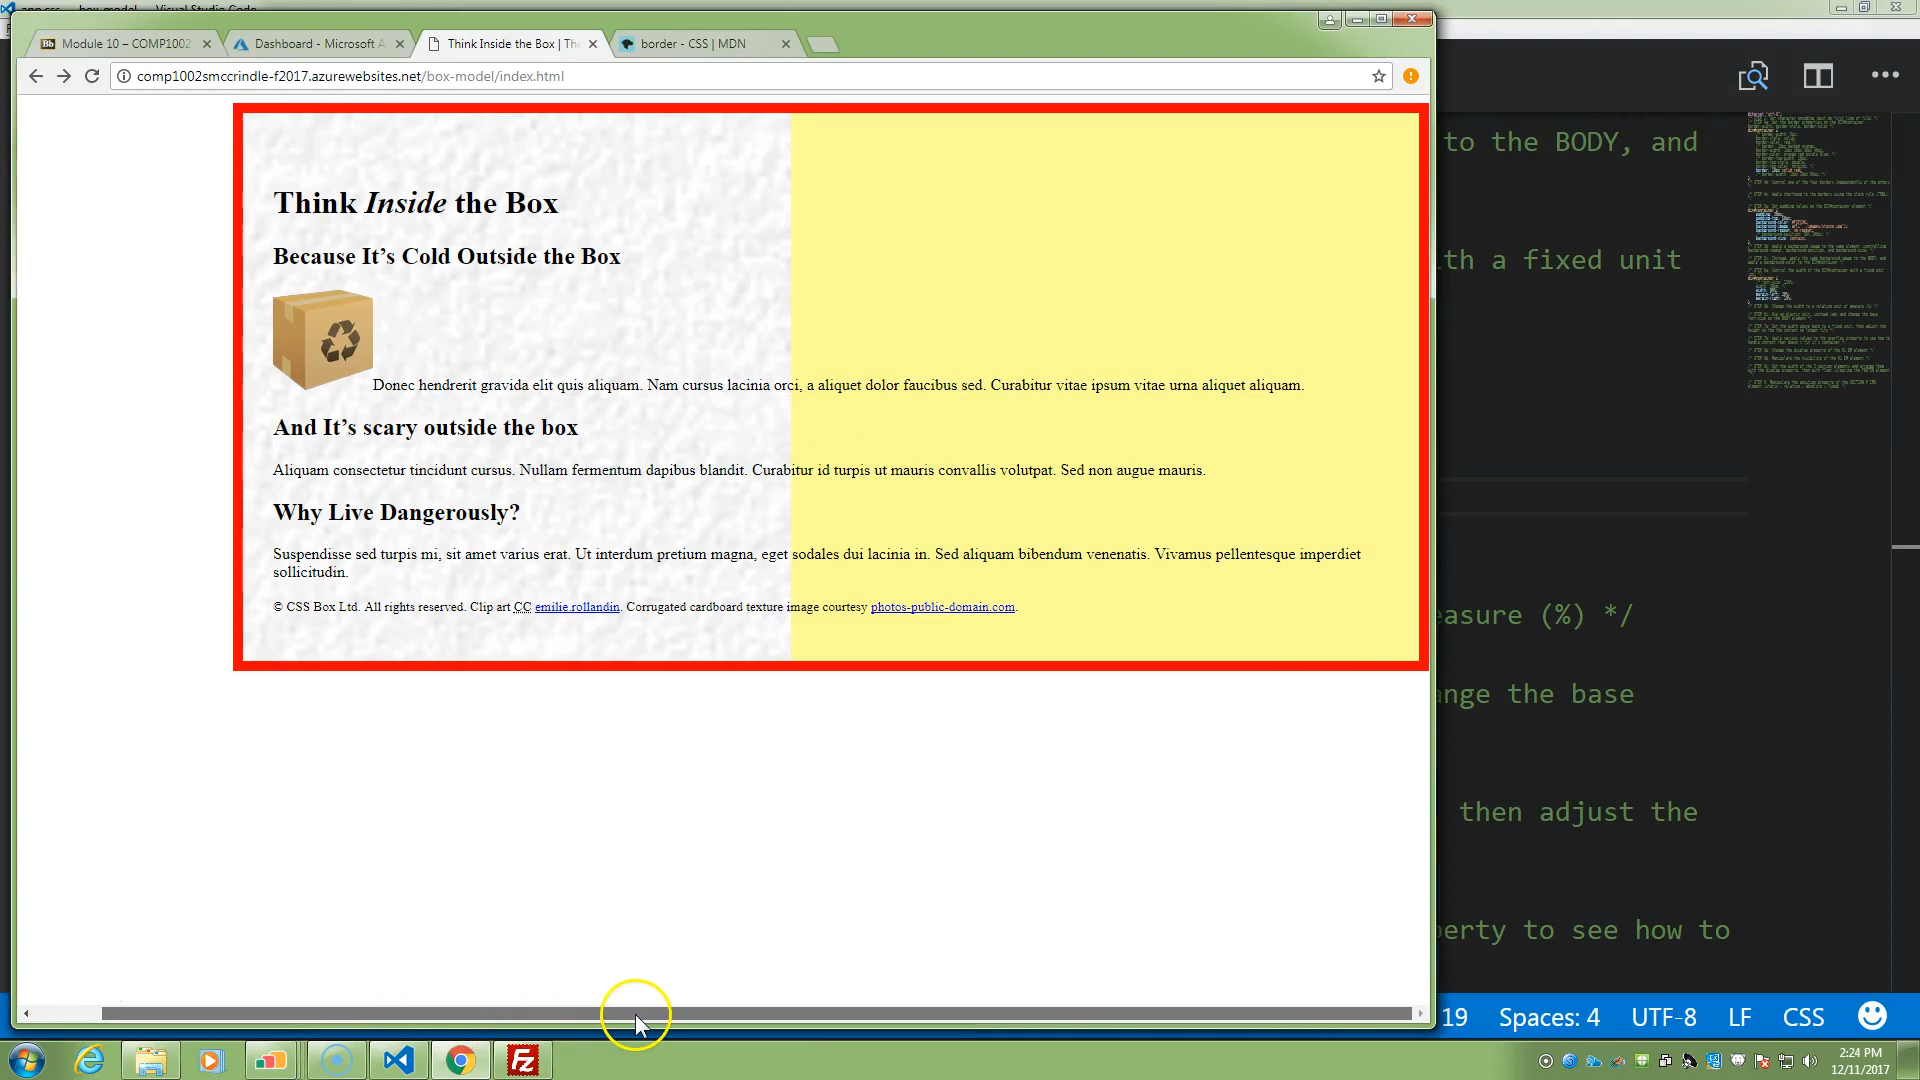 Module 10 – COMP1002
Dashboard - Microsoft A
Think Inside the Box | Th
border - CSS | MDN
comp1002smccrindle-f2017.azurewebsites.net/box-model/index.html
Think Inside the Box
Because It’s Cold Outside the Box
Donec hendrerit gravida elit quis aliquam. Nam cursus lacinia orci, a aliquet dolor faucibus sed. Curabitur vitae ipsum vitae urna aliquet aliquam.
And It’s scary outside the box
Aliquam consectetur tincidunt cursus. Nullam fermentum dapibus blandit. Curabitur id turpis ut mauris convallis volutpat. Sed non augue mauris.
Why Live Dangerously?
Suspendisse sed turpis mi, sit amet varius erat. Ut interdum pretium magna, eget sodales dui lacinia in. Sed aliquam bibendum venenatis. Vivamus pellentesque imperdiet
sollicitudin.
© CSS Box Ltd. All rights reserved. Clip art CC emilie.rollandin. Corrugated cardboard texture image courtesy photos-public-domain.com.
to the BODY, and
th a fixed unit
easure (%) */
ange the base
then adjust the
perty to see how to
19 Spaces: 4 UTF-8 LF CSS
2:24 PM
12/11/2017